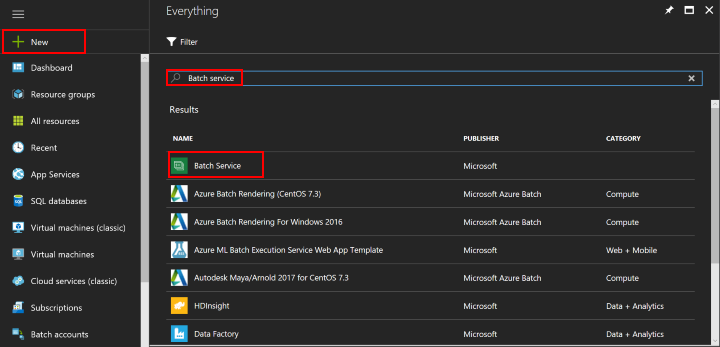 Everything
New
Filter
Dashboard
Batch service
Resource groups
Results
All resources
NAME PUBLISHER CATEGORY
Recent
Batch Service Microsoft
App Services
Azure Batch Rendering (CentOS 7.3) Microsoft Azure Batch Compute
SQL databases
Azure Batch Rendering For Windows 2016 Microsoft Azure Batch Compute
Virtual machines (classic)
Azure ML Batch Execution Service Web App Template Microsoft Web + Mobile
Virtual machines
Autodesk Maya/Arnold 2017 for CentOS 7.3 Microsoft Azure Batch Compute
Cloud services (classic)
HDInsight Microsoft Data + Analytics
Subscriptions
Data Factory Microsoft Data + Analytics
Batch accounts